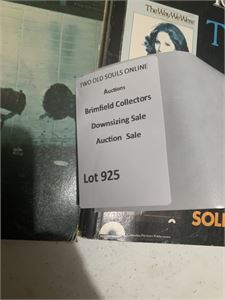 The Way We Were
TWO OLD SOULS ONLINE
Auctions
Brimfield Collectors
Downsizing Sale
Auction Sale
Lot 925
SOL